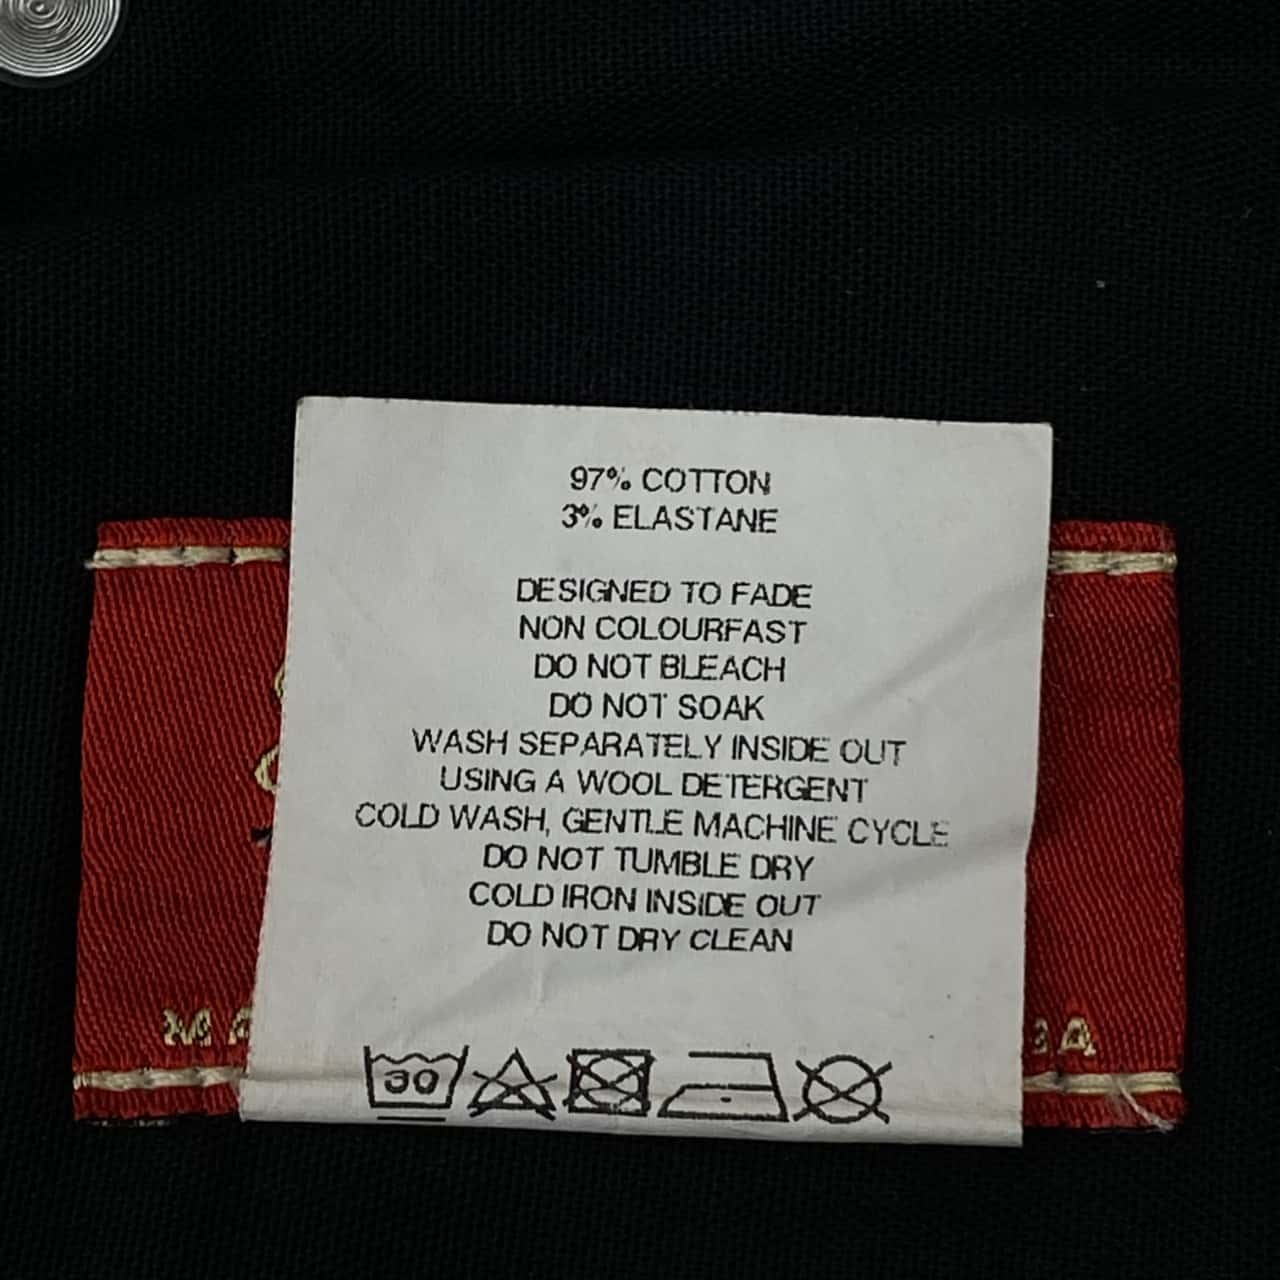 97% COTTON
3% ELASTANE
DESIGNED TO FADE
NON COLOURFAST
DO NOT BLEACH
DO NOT SOAK
WASH SEPARATELY INSIDE OUT
USING A WOOL DETERGENT
COLD WASH, GENTLE MACHINE CYCLE
DO NOT TUMBLE DRY
COLD IRON INSIDE OUT
DO NOT DRY CLEAN
30